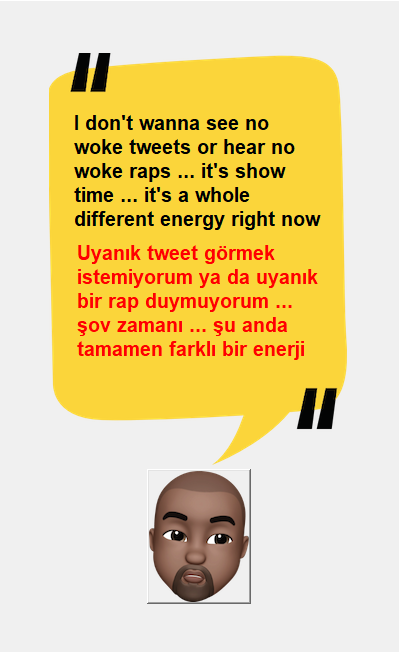 I don't wanna see no
woke tweets or hear no
woke raps ... it's show
time ... it's a whole
different energy right now
Uyanık tweet görmek
istemiyorum ya da uyanık
bir rap duymuyorum ...
şov zamanı ... şu anda
tamamen farklı bir enerji